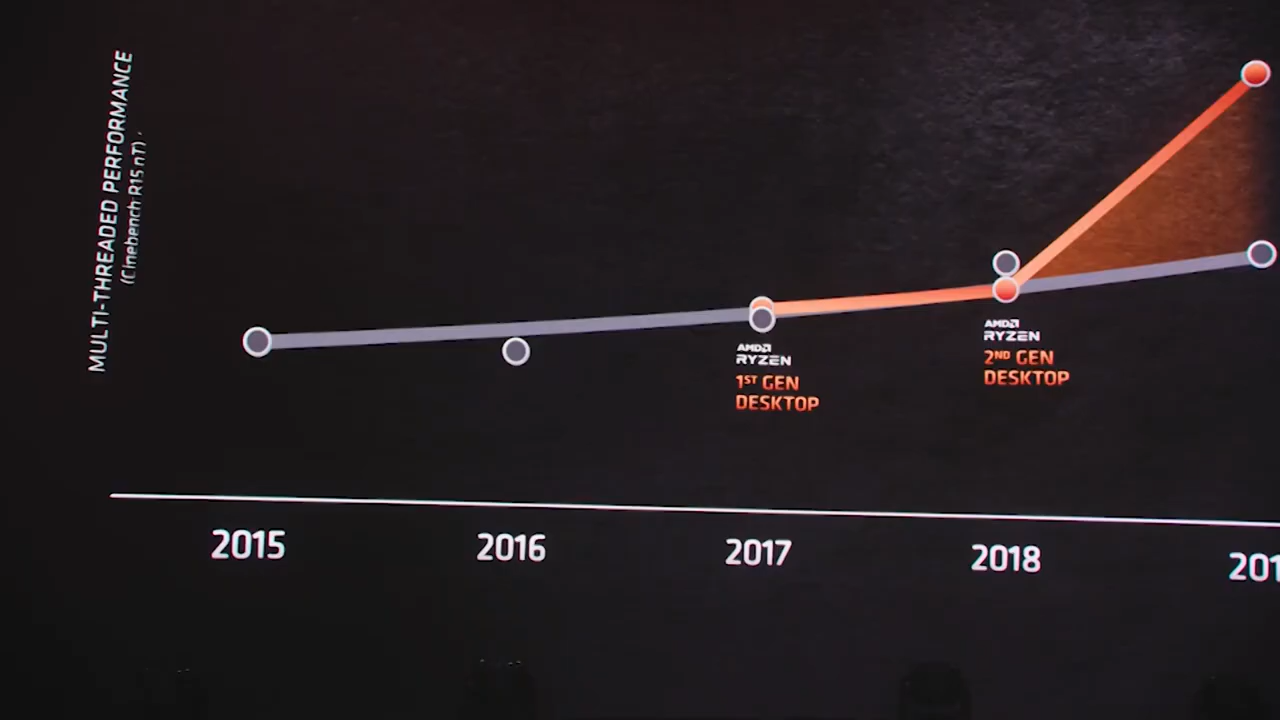 MULTI-THREADED PERFORMANCE
(Cinebench R15 nT)
AMD
RYZEN
1ST GEN
DESKTOP
AMD
RYZEN
2ND GEN
DESKTOP
2015
2016
2017
2018
201